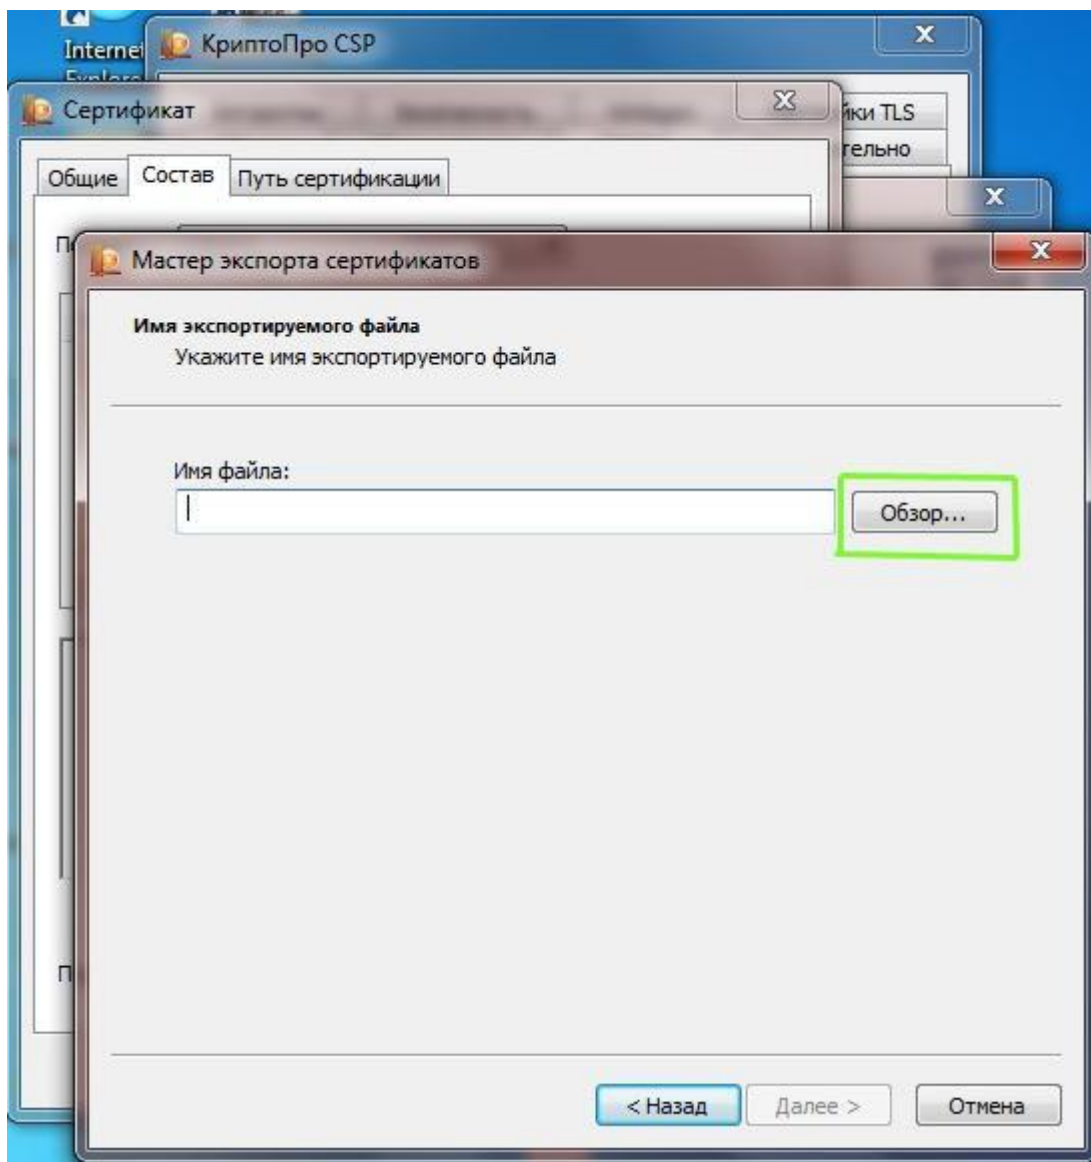 Interne
КриптоПро CSP
Сертификат
йки TLS
тельно
Общие
Состав
Путь сертификации
Мастер экспорта сертификатов
Имя экспортируемого файла
Укажите имя экспортируемого файла
Имя файла:
Обзор...
< Назад
Далее >
Отмена